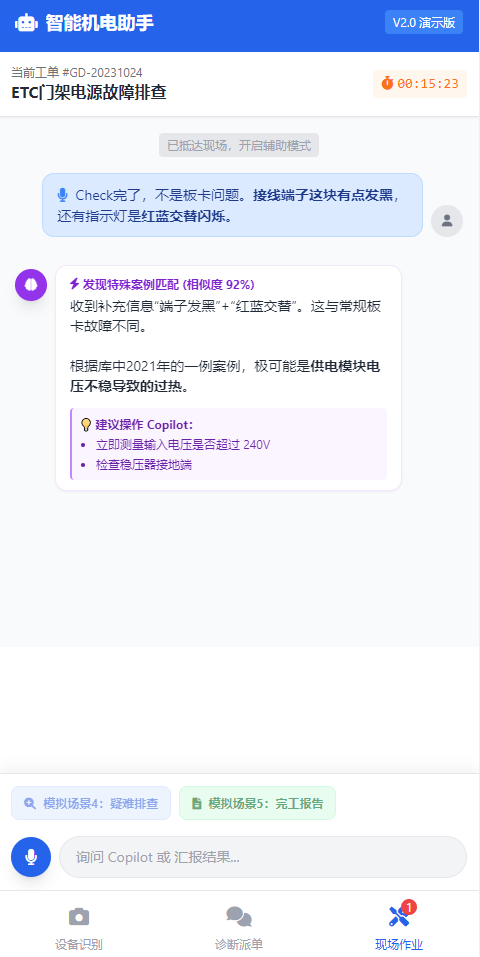 智能机电助手
V2.0 演示版
当前工单 #GD-20231024
ETC门架电源故障排查
00:15:23
已抵达现场，开启辅助模式
Check完了，不是板卡问题。接线端子这块有点发黑，
还有指示灯是红蓝交替闪烁。
发现特殊案例匹配 (相似度 92%)
收到补充信息“端子发黑”+“红蓝交替”。这与常规板
卡故障不同。
根据库中2021年的一例案例，极可能是供电模块电
压不稳导致的过热。
建议操作 Copilot：
立即测量输入电压是否超过 240V
检查稳压器接地端
模拟场景4：疑难排查
模拟场景5：完工报告
询问 Copilot 或 汇报结果...
1
设备识别
诊断派单
现场作业